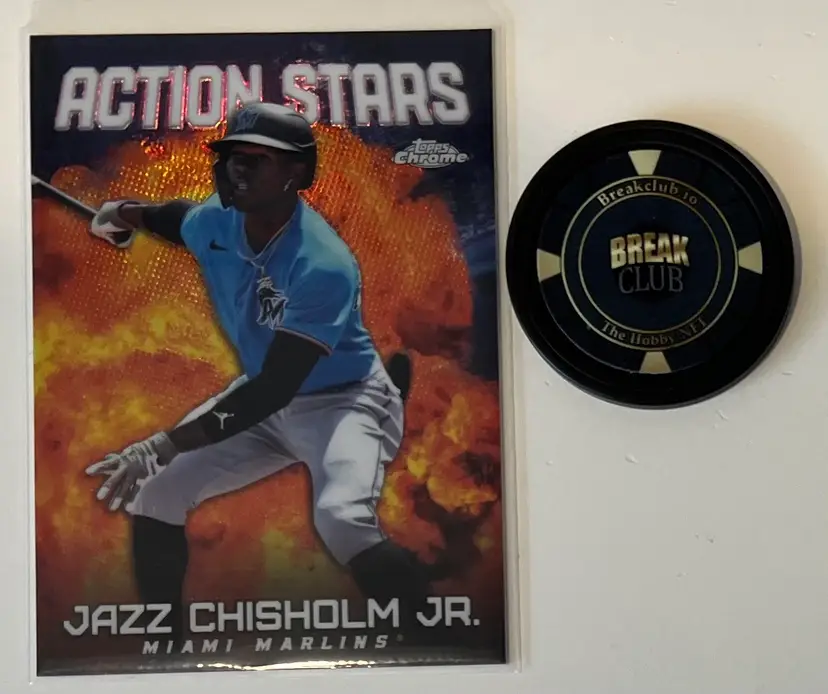 ACTION STARS
Topps
Chrome
JAZZ CHISHOLM JR.
MIAMI MARLINS
Breakclub io
BREAK
CLUB
The Hobby NFT